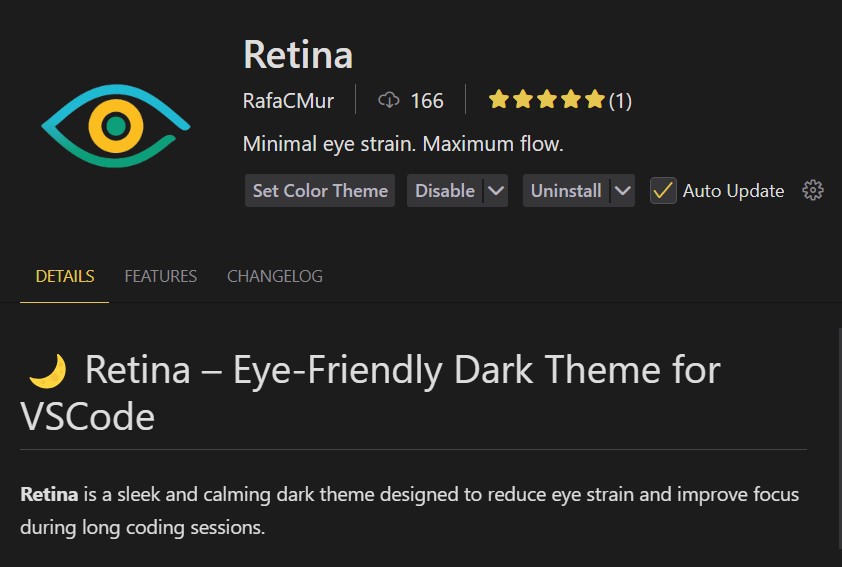 Retina
RafaCMur 166 (1)
Minimal eye strain. Maximum flow.
Set Color Theme Disable Uninstall Auto Update
DETAILS FEATURES CHANGELOG
🌙 Retina – Eye-Friendly Dark Theme for
VSCode
Retina is a sleek and calming dark theme designed to reduce eye strain and improve focus
during long coding sessions.